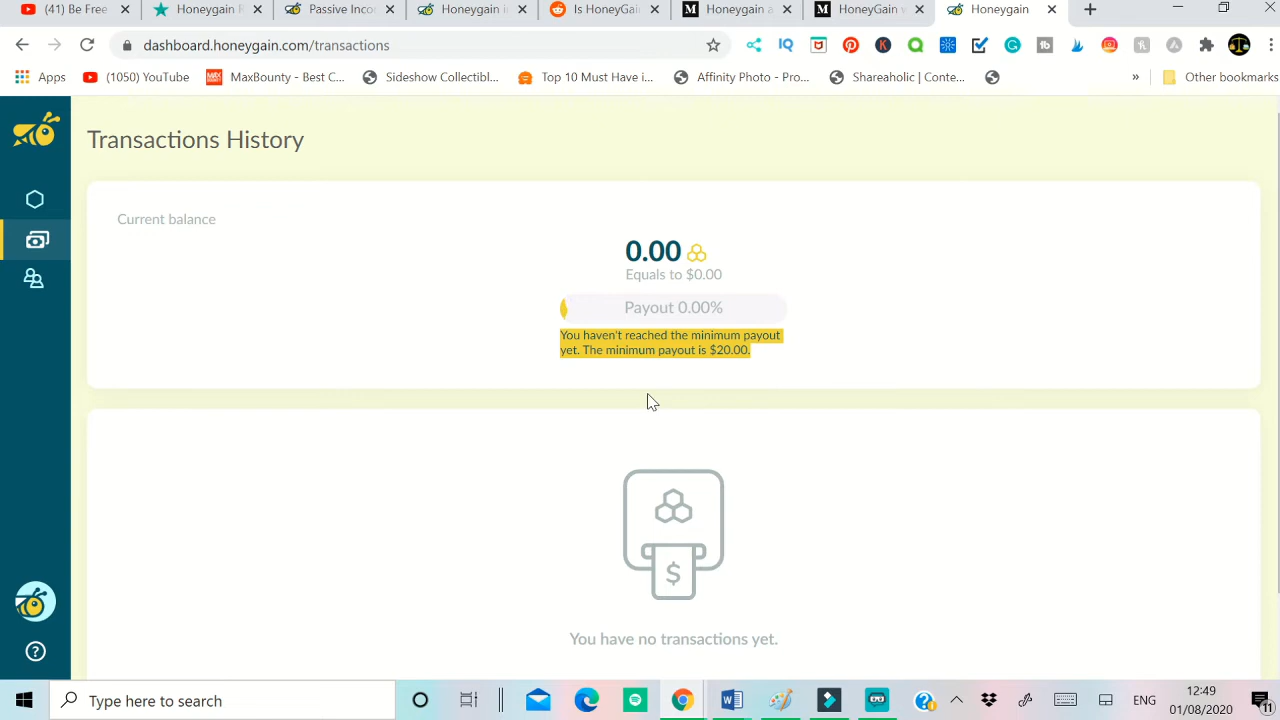 (41) Be Free
Honeygain R
Passive Inco
Honeygain i
Is HoneyGai
Honeygain a
HoneyGain v
Honeygain
dashboard.honeygain.com/transactions
Apps
(1050) YouTube
MaxBounty - Best C...
Sideshow Collectibl...
Top 10 Must Have i...
Affinity Photo - Pro...
Shareaholic | Conte...
Other bookmarks
Transactions History
Current balance
0.00
Equals to $0.00
Payout 0.00%
You haven't reached the minimum payout
yet. The minimum payout is $20.00.
$
You have no transactions yet.
Type here to search
ENG
12:49
01/08/2020
11